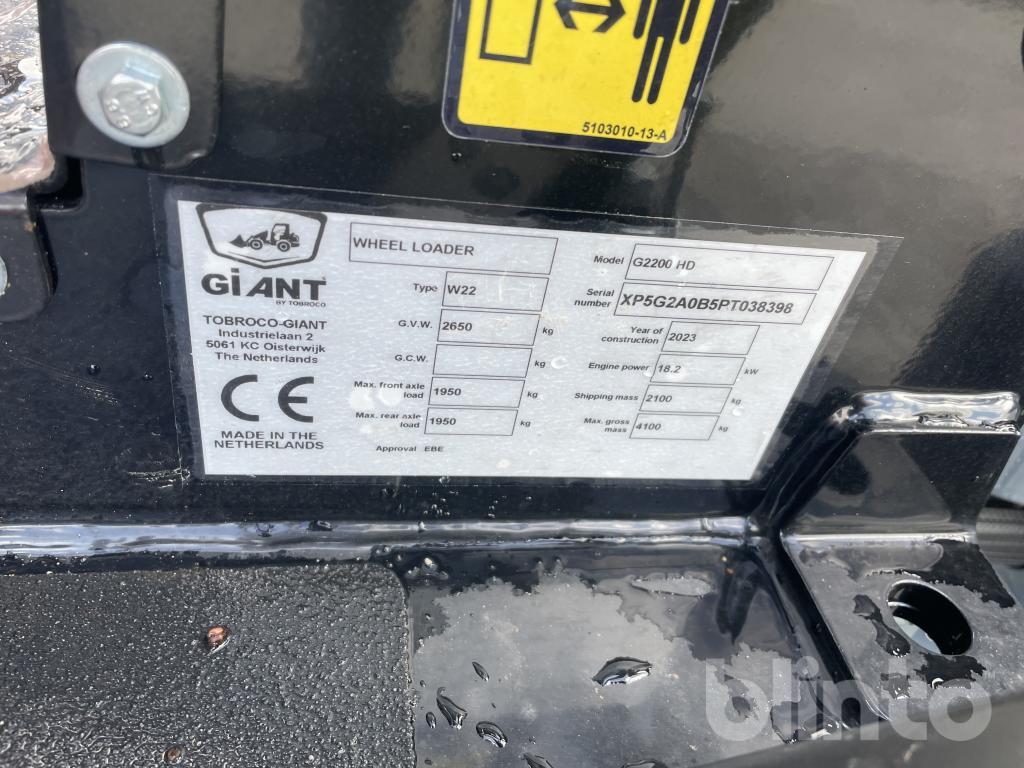 5103010-13-A
GiANT
BY TOBROCO
TOBROCO-GIANT
Industrielaan 2
5061 KC Oisterwijk
The Netherlands
CE
MADE IN THE
NETHERLANDS
WHEEL LOADER
Type W22
G.V.W. 2650 kg
G.C.W. kg
Max. front axle
load 1950 kg
Max. rear axle
load 1950 kg
Approval EBE
Model G2200 HD
Serial
number XP5G2A0B5PT038398
Year of
construction 2023
Engine power 18.2 kW
Shipping mass 2100 kg
Max. gross
mass 4100 kg
blinto